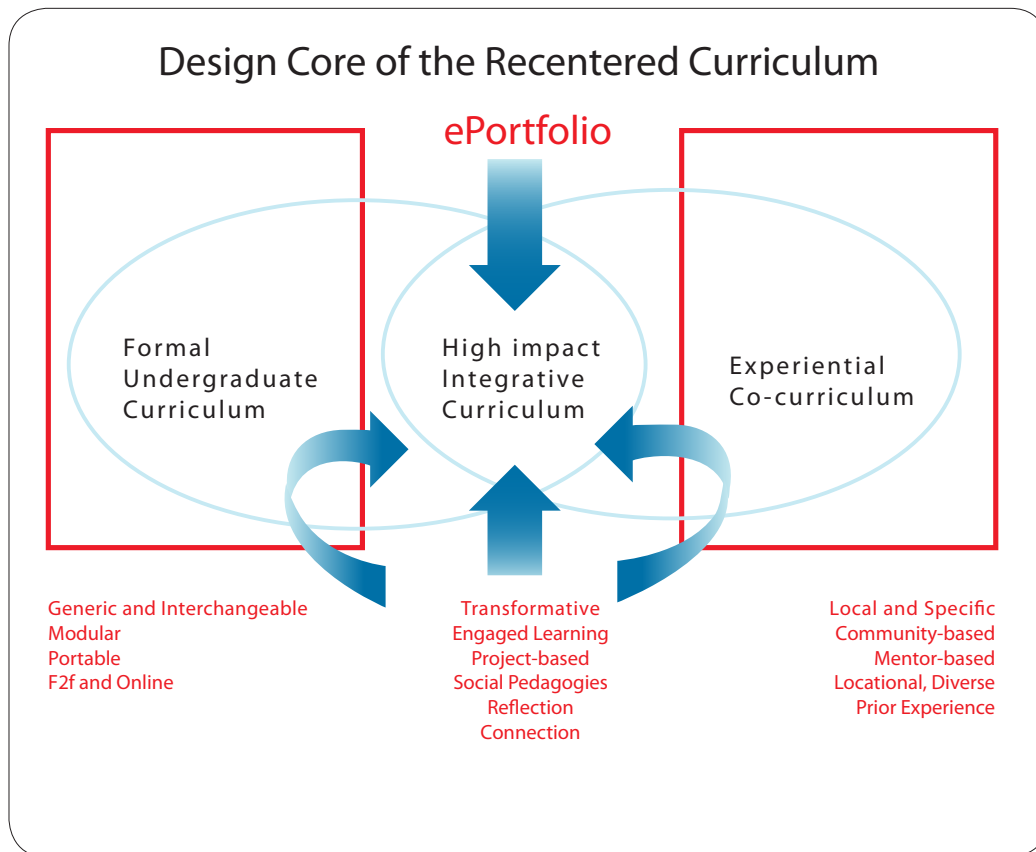 Design Core of the Recentered Curriculum
ePortfolio
Formal
Undergraduate
Curriculum
High impact
Integrative
Curriculum
Experiential
Co-curriculum
Generic and Interchangeable
Modular
Portable
F2f and Online
Transformative
Engaged Learning
Project-based
Social Pedagogies
Reflection
Connection
Local and Specific
Community-based
Mentor-based
Locational, Diverse
Prior Experience